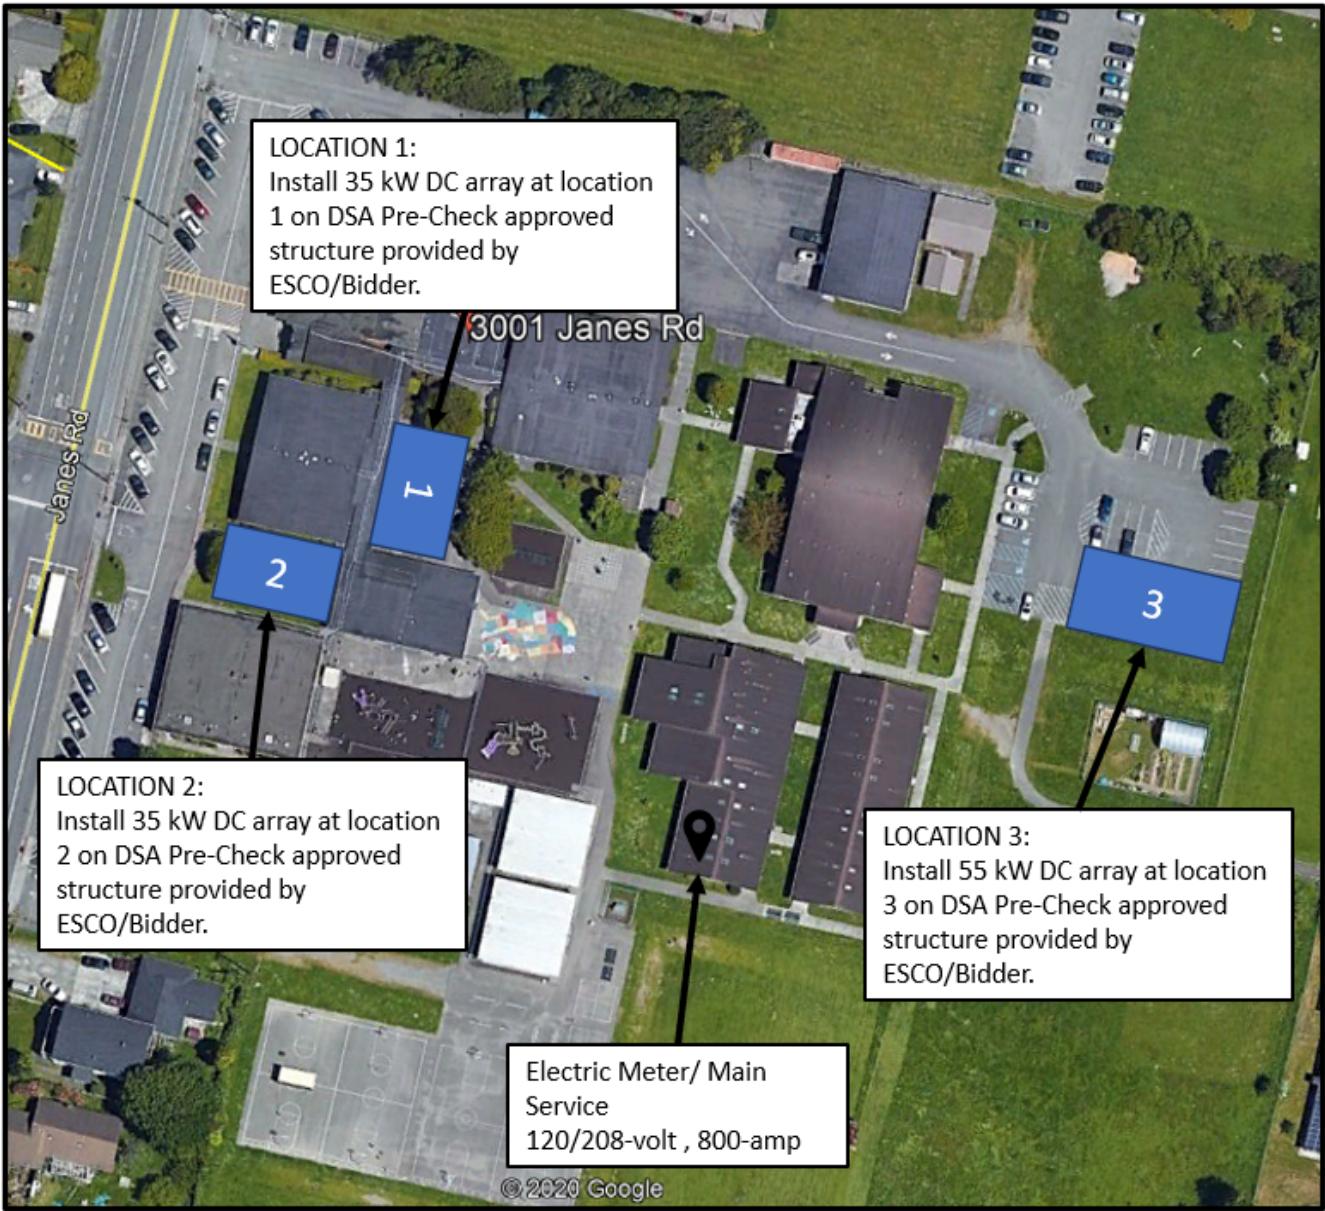 LOCATION 1:
Install 35 kW DC array at location
1 on DSA Pre-Check approved
structure provided by
ESCO/Bidder.
3001 Janes Rd
Janes Rd
1
2
3
LOCATION 2:
Install 35 kW DC array at location
2 on DSA Pre-Check approved
structure provided by
ESCO/Bidder.
LOCATION 3:
Install 55 kW DC array at location
3 on DSA Pre-Check approved
structure provided by
ESCO/Bidder.
Electric Meter/ Main
Service
120/208-volt , 800-amp
© 2020 Google